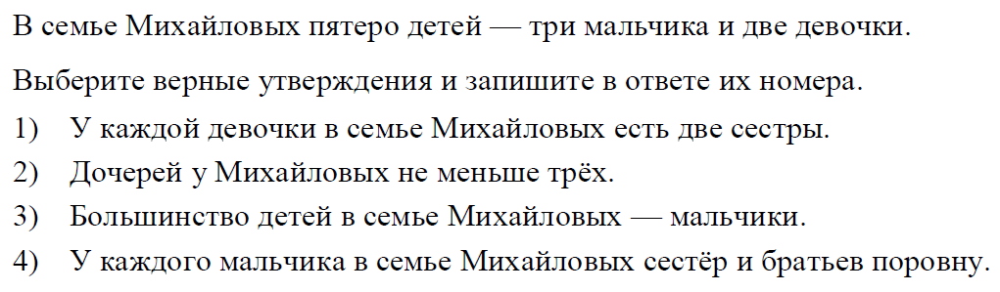 В семье Михайловых пятеро детей — три мальчика и две девочки.
Выберите верные утверждения и запишите в ответе их номера.
1) У каждой девочки в семье Михайловых есть две сестры.
2) Дочерей у Михайловых не меньше трёх.
3) Большинство детей в семье Михайловых — мальчики.
4) У каждого мальчика в семье Михайловых сестёр и братьев поровну.